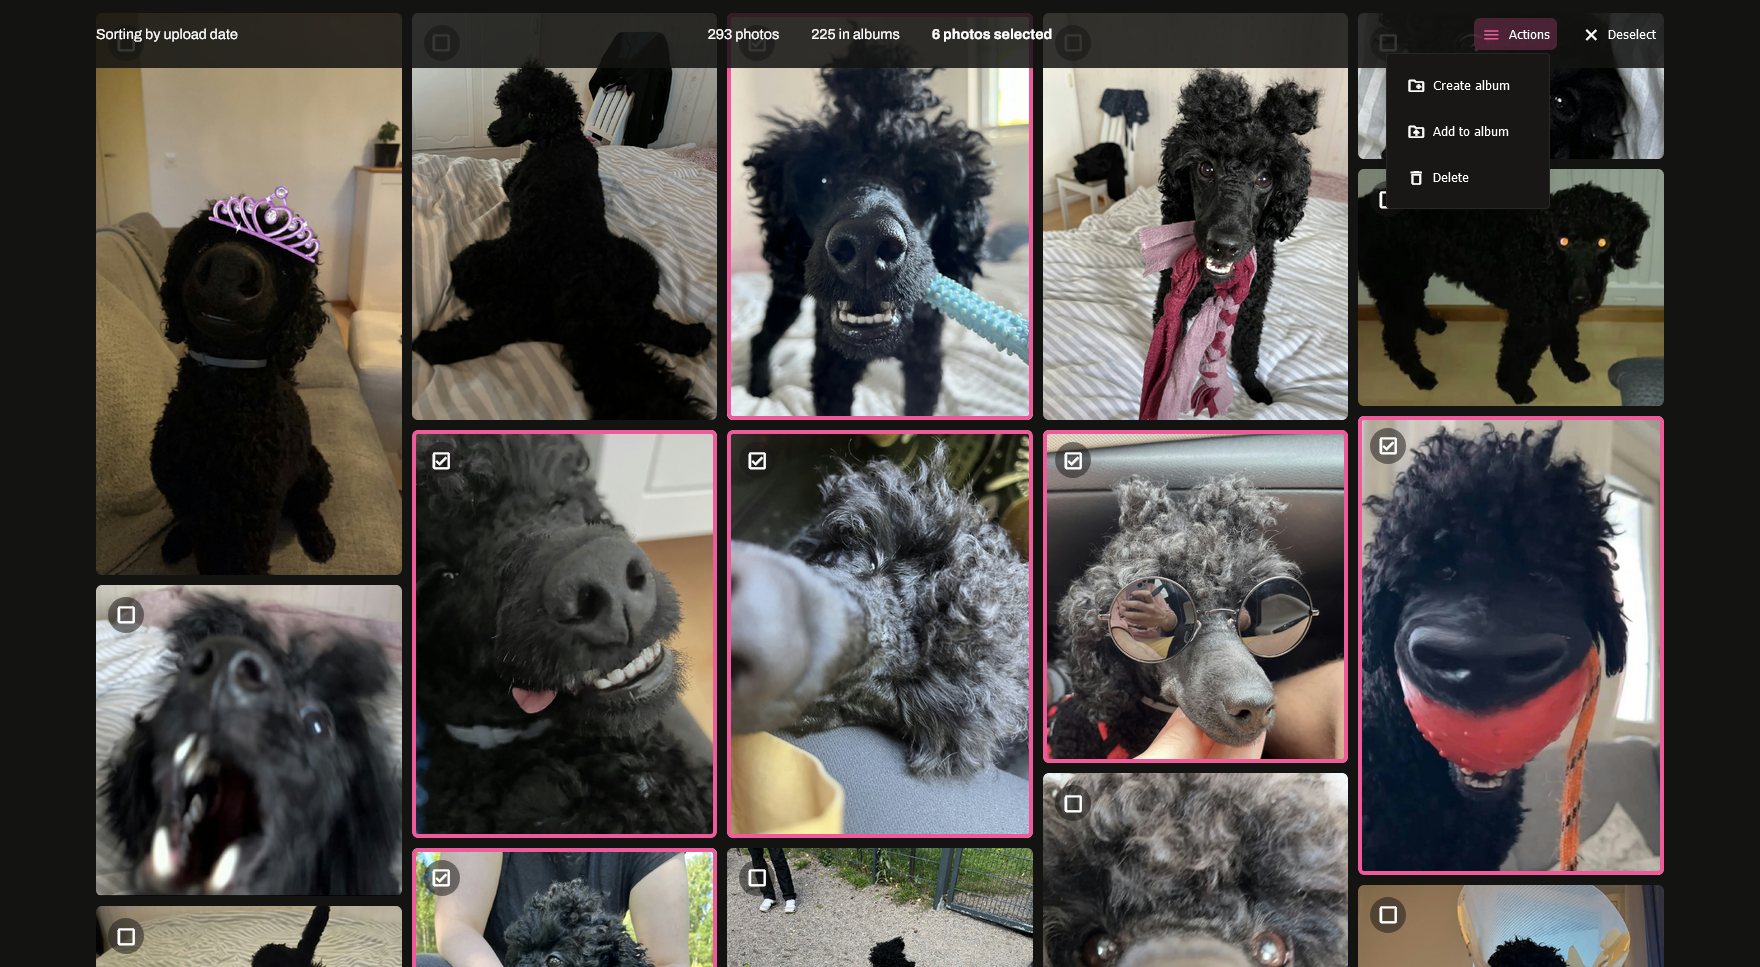 Sorting by upload date
293 photos
225 in albums
6 photos selected
Actions
Deselect
Create album
Add to album
Delete